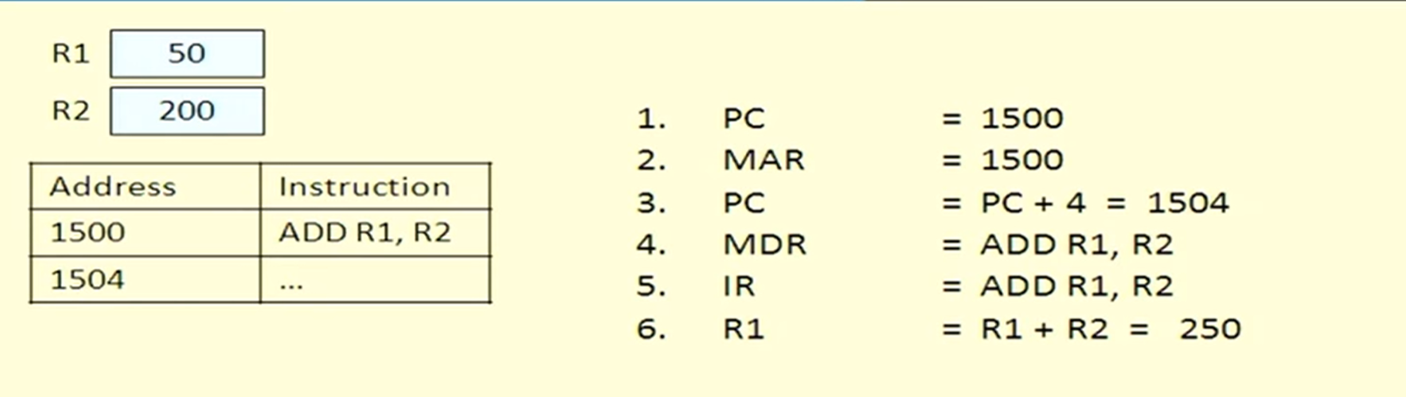 R1 50
R2 200
Address Instruction
1500 ADD R1, R2
1504 ...
1. PC = 1500
2. MAR = 1500
3. PC = PC + 4 = 1504
4. MDR = ADD R1, R2
5. IR = ADD R1, R2
6. R1 = R1 + R2 = 250